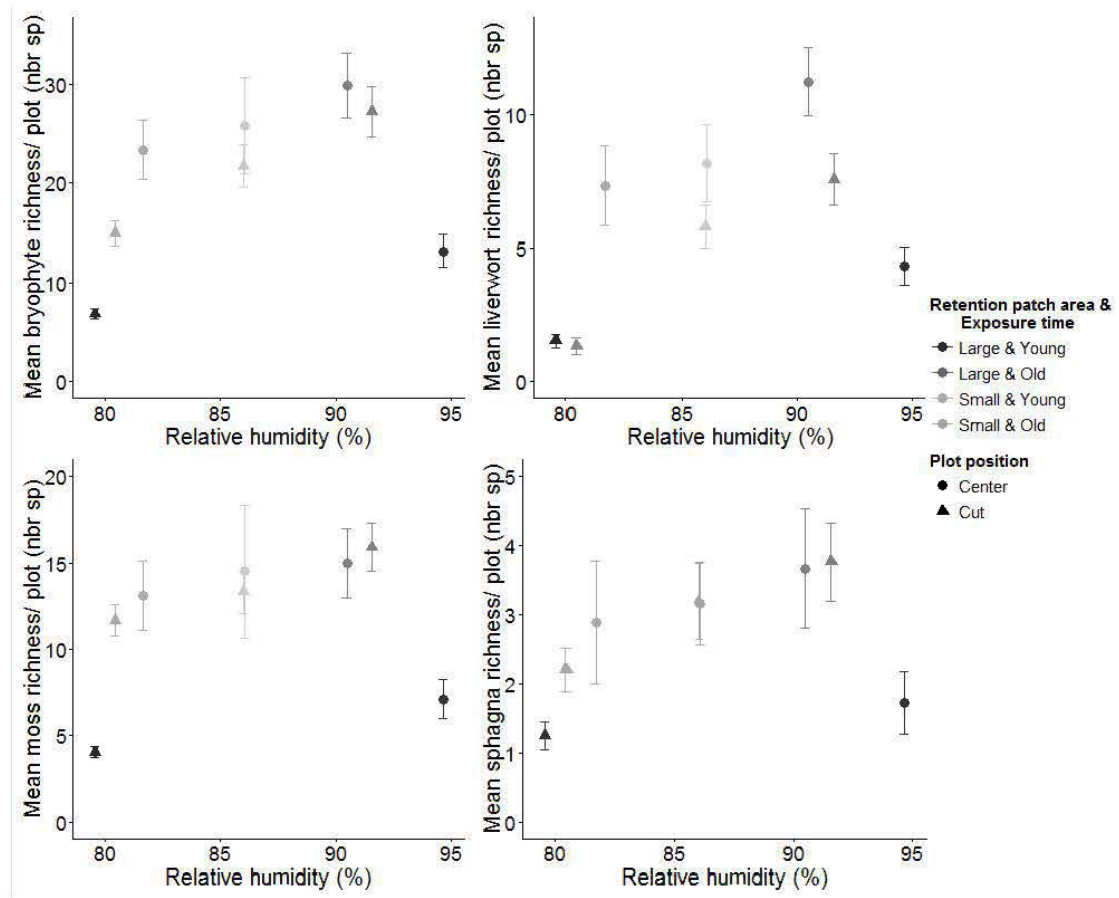 Mean bryophyte richness/ plot (nbr sp)
30
20
10
0
80 85 90 95
Relative humidity (%)
Mean liverwort richness/ plot (nbr sp)
10
5
0
80 85 90 95
Relative humidity (%)
Retention patch area &
Exposure time
Large & Young
Large & Old
Small & Young
Small & Old
Plot position
Center
Cut
Mean moss richness/ plot (nbr sp)
20
15
10
5
0
80 85 90 95
Relative humidity (%)
Mean sphagna richness/ plot (nbr sp)
5
4
3
2
1
0
80 85 90 95
Relative humidity (%)